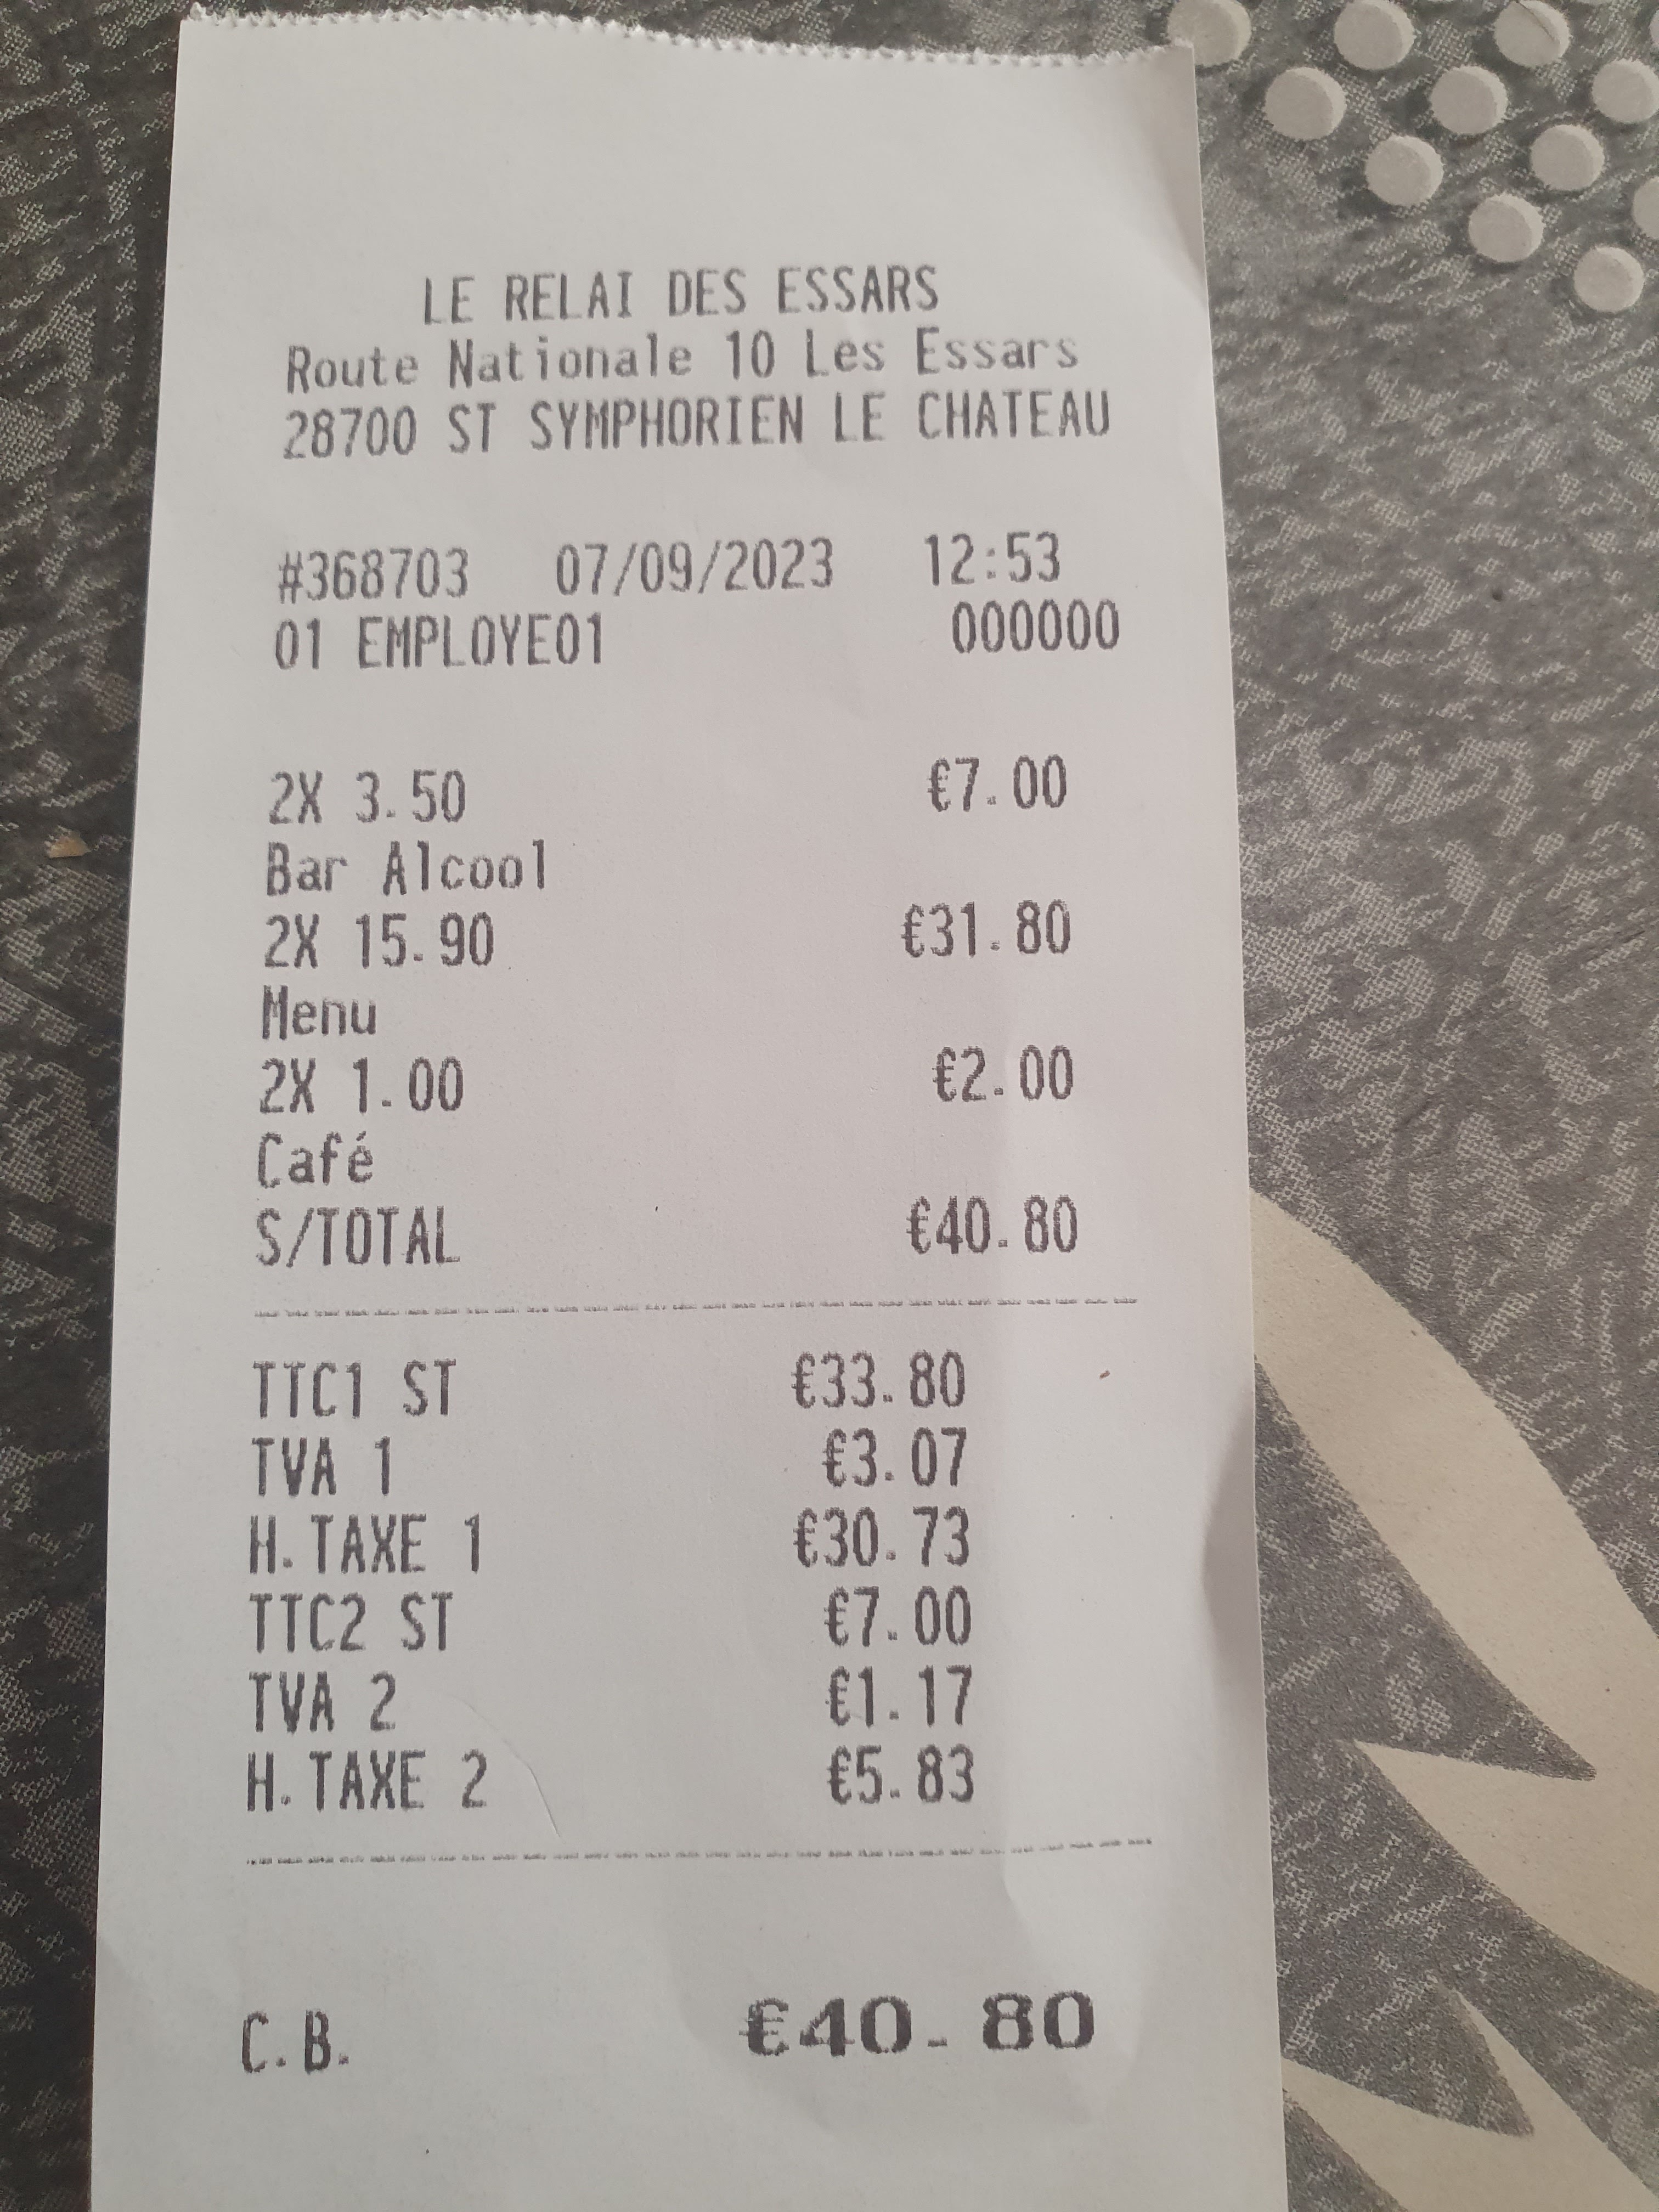 LE RELAI DES ESSARS
Route Nationale 10 Les Essars
28700 ST SYMPHORIEN LE CHATEAU
#368703 07/09/2023 12:53
01 EMPLOYE01 000000
2X 3.50 €7.00
Bar Alcool
2X 15.90 €31.80
Menu
2X 1.00 €2.00
Café
S/TOTAL €40.80
TTC1 ST €33.80
TVA 1 €3.07
H.TAXE 1 €30.73
TTC2 ST €7.00
TVA 2 €1.17
H.TAXE 2 €5.83
C.B. €40.80